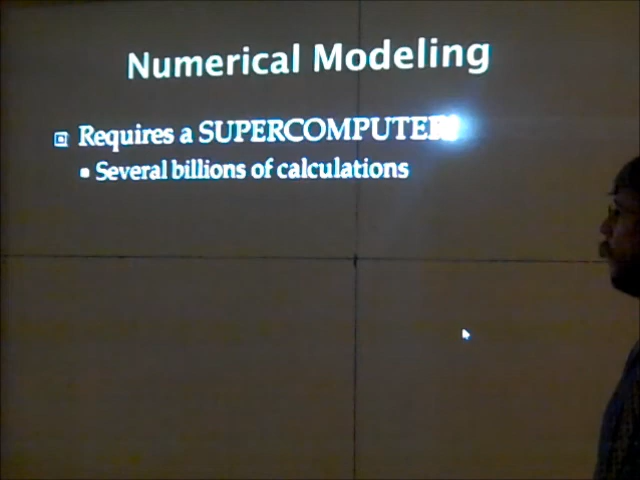 Numerical Modeling
Requires a SUPERCOMPUTER
Several billions of calculations